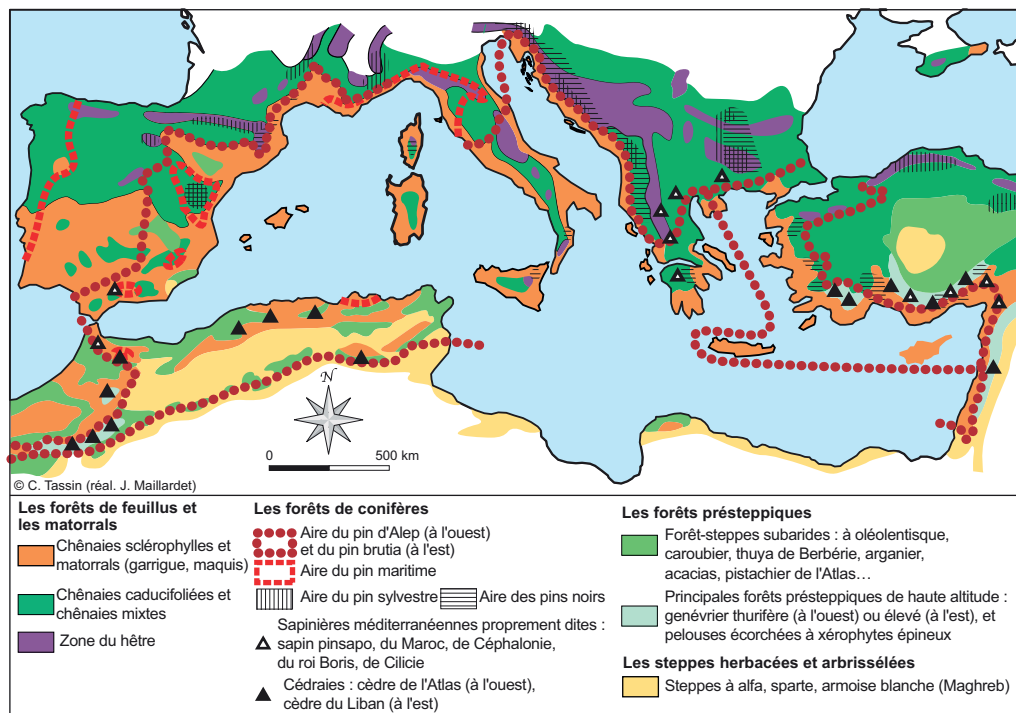 N
0
500 km
© C. Tassin (réal. J. Maillardet)
Les forêts de feuillus et
les matorrals
Chênaies sclérophylles et
matorrals (garrigue, maquis)
Chênaies caducifoliées et
chênaies mixtes
Zone du hêtre
Les forêts de conifères
Aire du pin d'Alep (à l'ouest)
et du pin brutia (à l'est)
Aire du pin maritime
Aire du pin sylvestre
Aire des pins noirs
Sapinières méditerranéennes proprement dites :
sapin pinsapo, du Maroc, de Céphalonie,
du roi Boris, de Cilicie
Cédraies : cèdre de l'Atlas (à l'ouest),
cèdre du Liban (à l'est)
Les forêts présteppiques
Forêt-steppes subarides : à oléolentisque,
caroubier, thuya de Berbérie, arganier,
acacias, pistachier de l'Atlas…
Principales forêts présteppiques de haute altitude :
genévrier thurifère (à l'ouest) ou élevé (à l'est), et
pelouses écorchées à xérophytes épineux
Les steppes herbacées et arbrissélées
Steppes à alfa, sparte, armoise blanche (Maghreb)